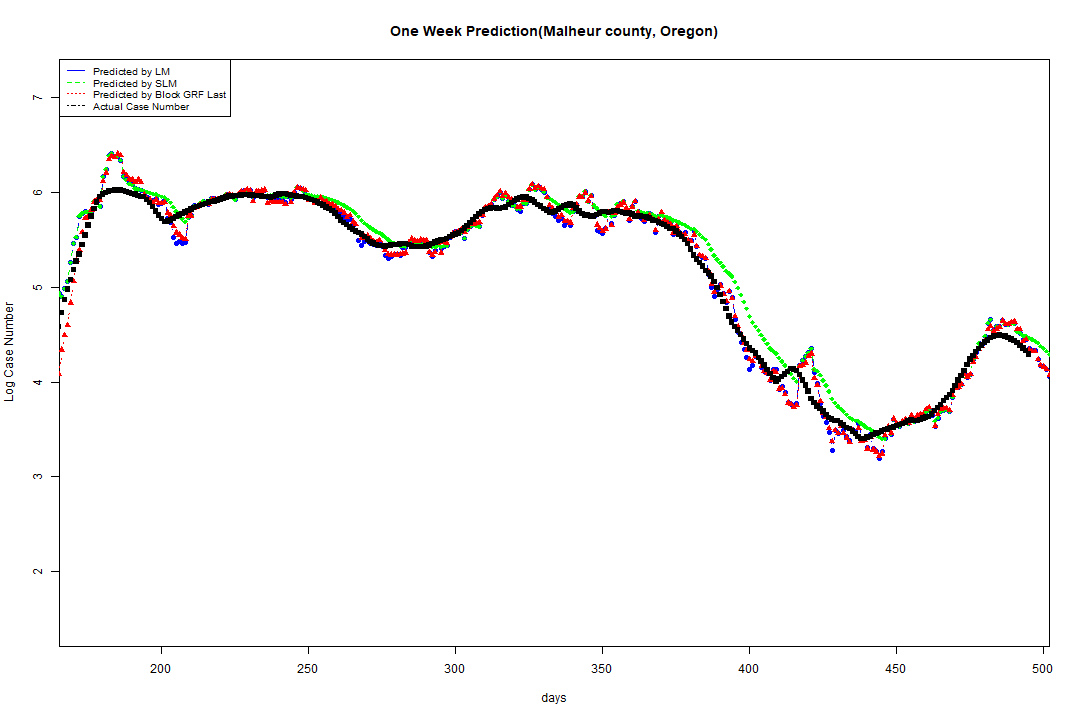 One Week Prediction(Malheur county, Oregon)
Predicted by LM
Predicted by SLM
Predicted by Block GRF Last
Actual Case Number
Log Case Number
7
6
5
4
3
2
200 250 300 350 400 450 500
days